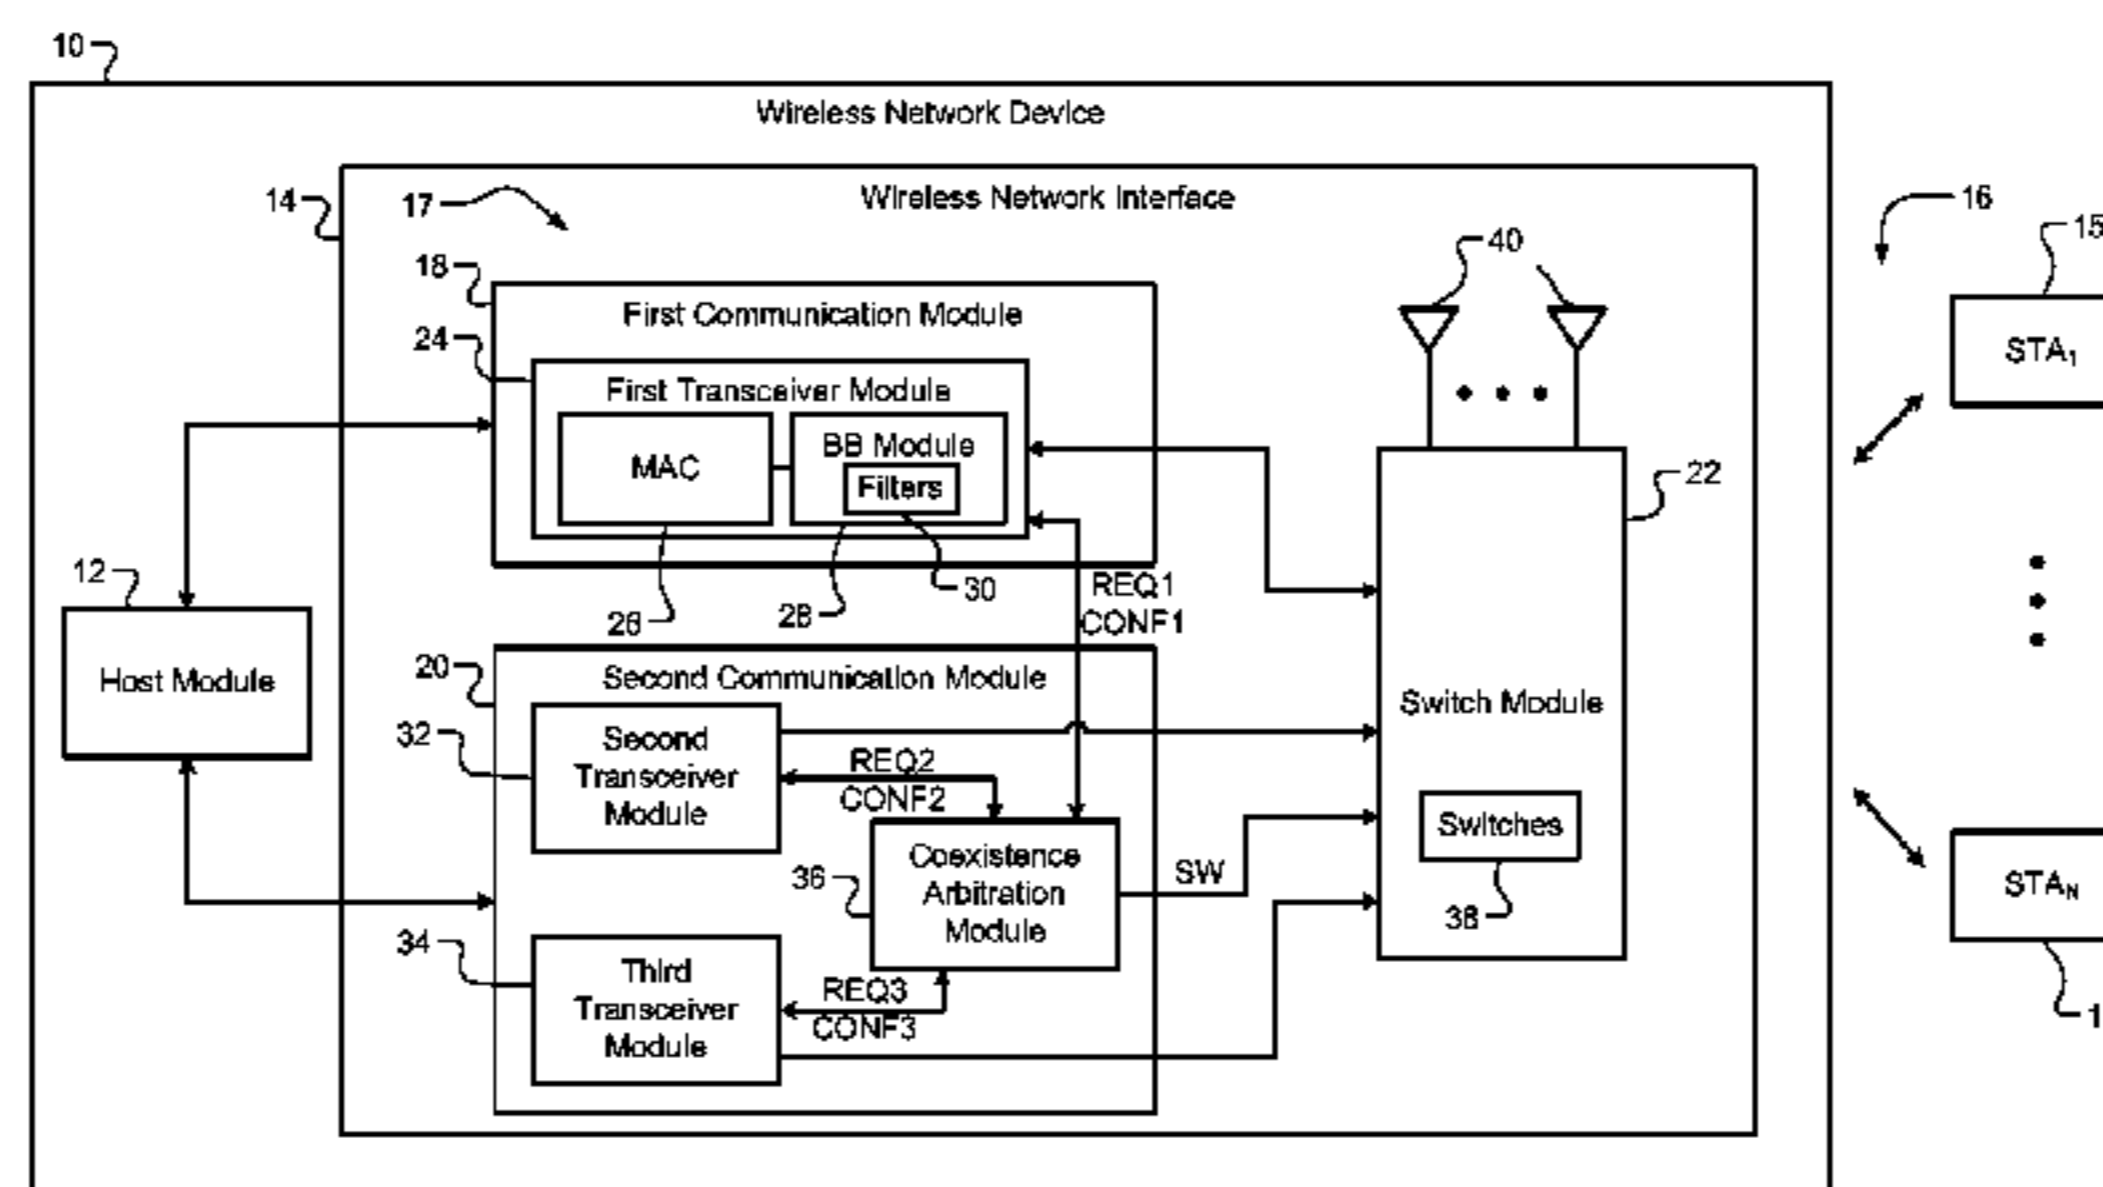 10
Wireless Network Device
14
17
Wireless Network Interface
16
15
40
18
First Communication Module
24
First Transceiver Module
STA1
MAC
BB Module
Filters
22
12
26
28
30
REQ1
CONF1
Host Module
20
Second Communication Module
Switch Module
32
Second
Transceiver
Module
REQ2
CONF2
Switches
36
Coexistence
Arbitration
Module
SW
38
STAN
34
Third
Transceiver
Module
REQ3
CONF3